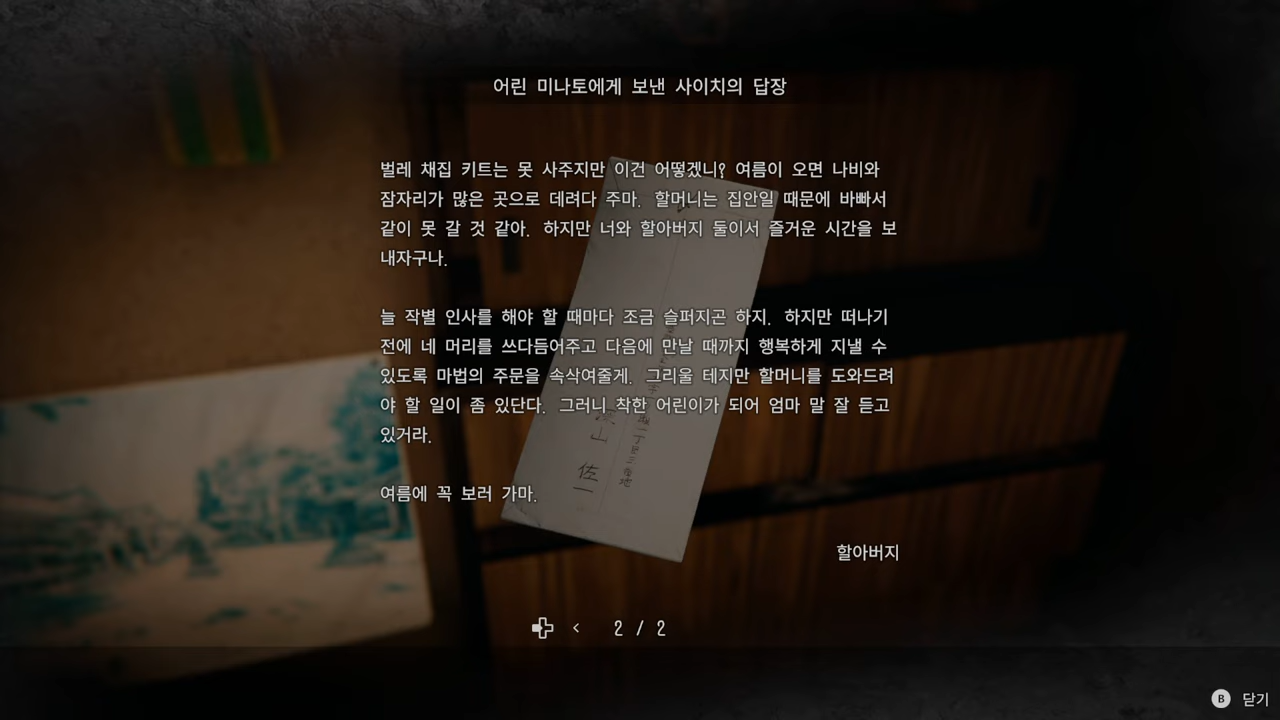 어린 미나토에게 보낸 사이치의 답장
벌레 채집 키트는 못 사주지만 이건 어떻겠니? 여름이 오면 나비와
잠자리가 많은 곳으로 데려다 주마. 할머니는 집안일 때문에 바빠서
같이 못 갈 것 같아. 하지만 너와 할아버지 둘이서 즐거운 시간을 보
내자구나.
늘 작별 인사를 해야 할 때마다 조금 슬퍼지곤 하지. 하지만 떠나기
전에 네 머리를 쓰다듬어주고 다음에 만날 때까지 행복하게 지낼 수
있도록 마법의 주문을 속삭여줄게. 그리울 테지만 할머니를 도와드려
야 할 일이 좀 있단다. 그러니 착한 어린이가 되어 엄마 말 잘 듣고
있거라.
여름에 꼭 보러 가마.
할아버지
< 2 / 2
B 닫기
山 佐一